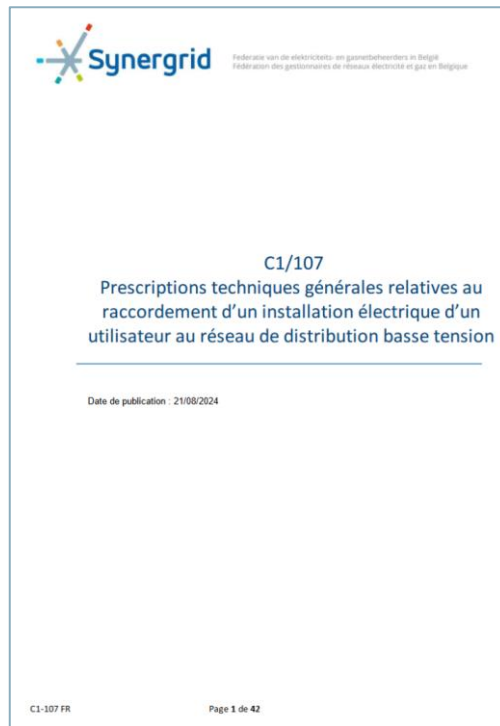 Synergrid
Federatie van de elektriciteits- en gasnetbeheerders in België
Fédération des gestionnaires de réseaux électricité et gaz en Belgique
C1/107
Prescriptions techniques générales relatives au
raccordement d’un installation électrique d’un
utilisateur au réseau de distribution basse tension
Date de publication : 21/08/2024
C1-107 FR
Page 1 de 42